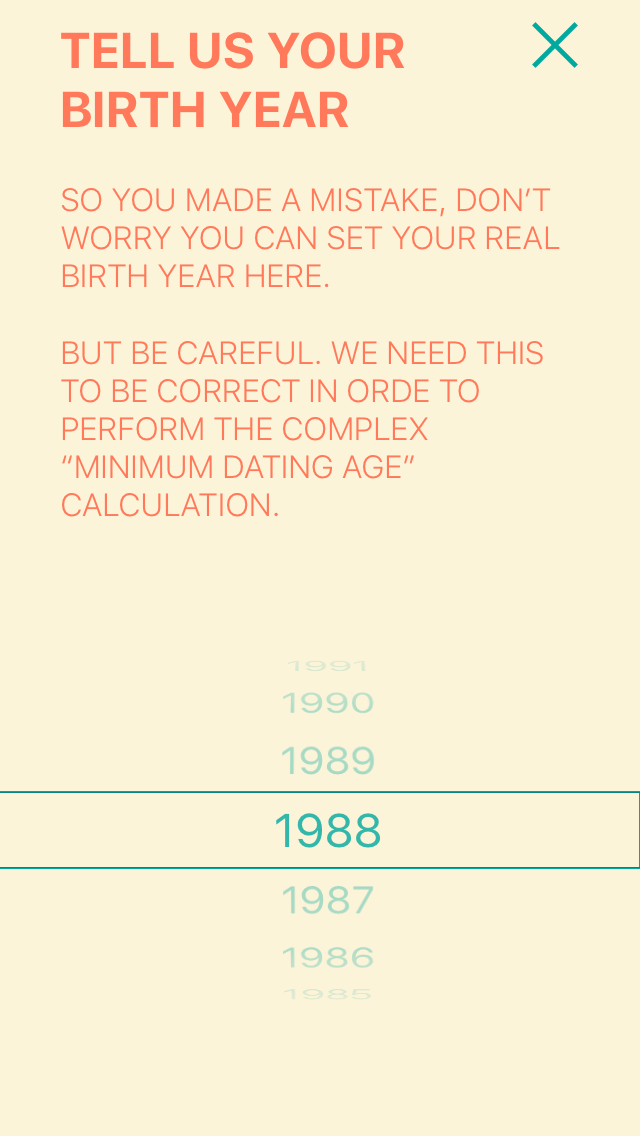 TELL US YOUR
BIRTH YEAR
SO YOU MADE A MISTAKE, DON’T
WORRY YOU CAN SET YOUR REAL
BIRTH YEAR HERE.
BUT BE CAREFUL. WE NEED THIS
TO BE CORRECT IN ORDE TO
PERFORM THE COMPLEX
“MINIMUM DATING AGE”
CALCULATION.
1991
1990
1989
1988
1987
1986
1985